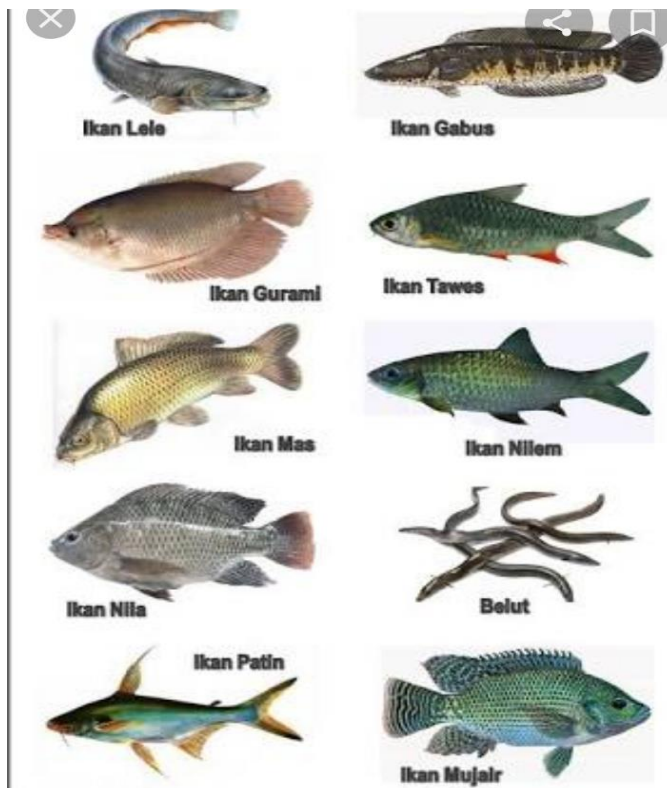 Ikan Lele
Ikan Gabus
Ikan Gurami
Ikan Tawes
Ikan Mas
Ikan Nilem
Ikan Nila
Belut
Ikan Patin
Ikan Mujair